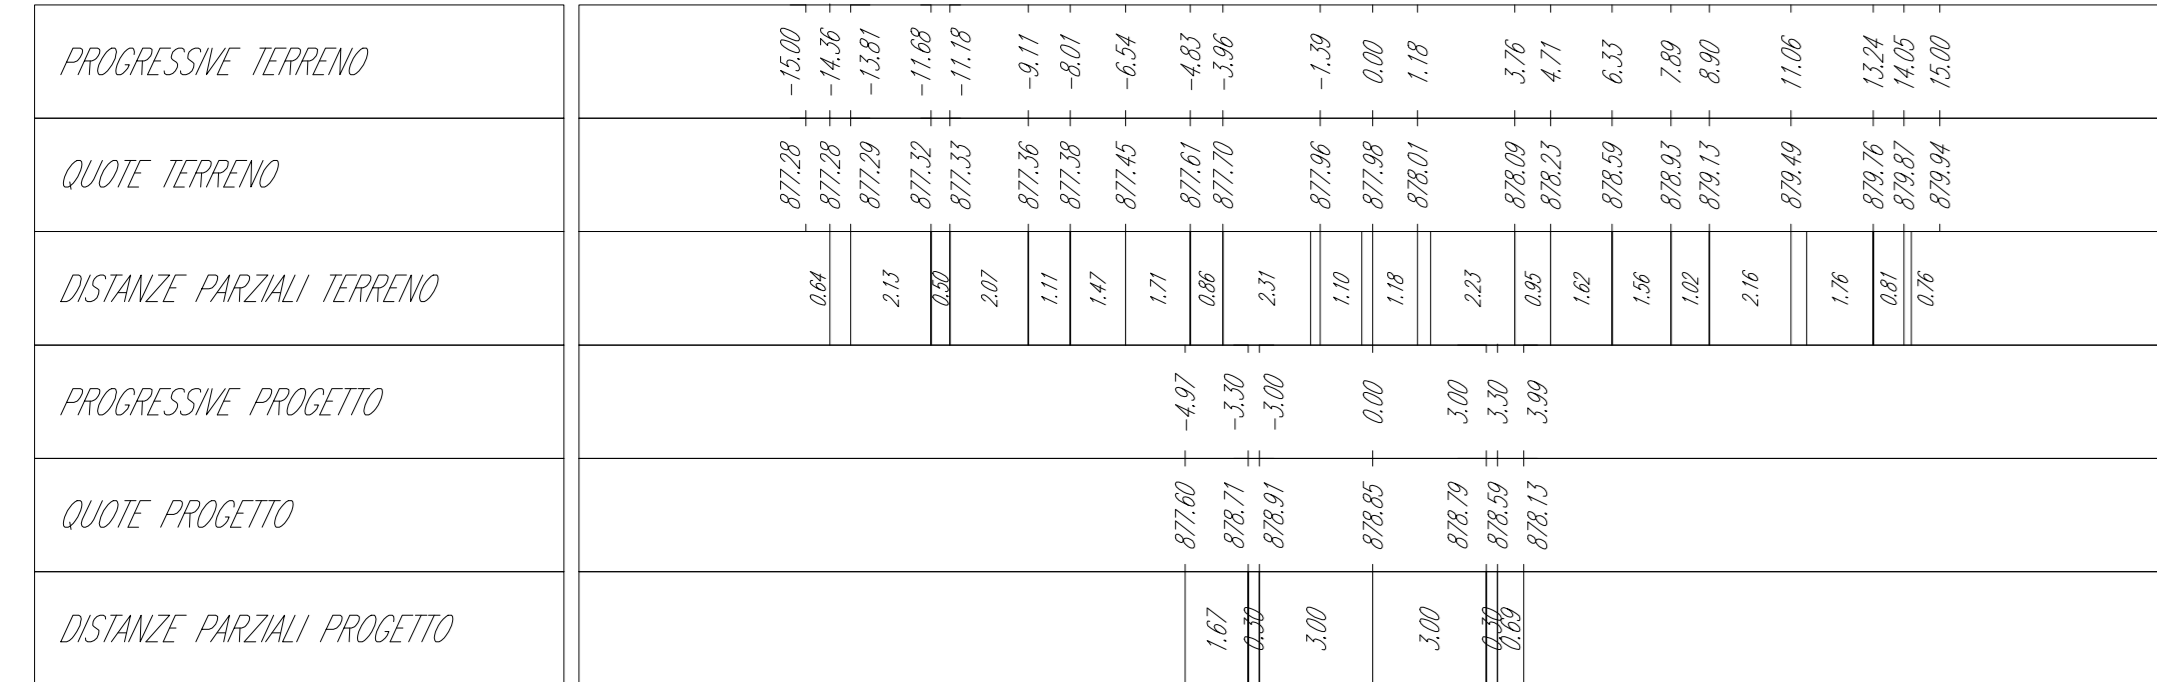 PROGRESSIVE TERRENO -15.00 -14.36 -13.81 -11.68 -11.18 -9.11 -8.01 -6.54 -4.83 -3.96 -1.39 0.00 1.18 3.76 4.71 6.33 7.89 8.90 11.06 13.24 14.05 15.00
QUOTE TERRENO 877.28 877.28 877.29 877.32 877.33 877.36 877.38 877.45 877.61 877.70 877.96 877.98 878.01 878.09 878.23 878.59 878.93 879.13 879.49 879.76 879.87 879.94
DISTANZE PARZIALI TERRENO 0.64 2.13 0.50 2.07 1.11 1.47 1.71 0.86 2.31 1.10 1.18 2.23 0.95 1.62 1.56 1.02 2.16 1.76 0.81 0.76
PROGRESSIVE PROGETTO -4.97 -3.30 -3.00 0.00 3.00 3.30 3.99
QUOTE PROGETTO 877.60 878.71 878.91 878.85 878.79 878.59 878.13
DISTANZE PARZIALI PROGETTO 1.67 0.30 3.00 3.00 0.30 0.69